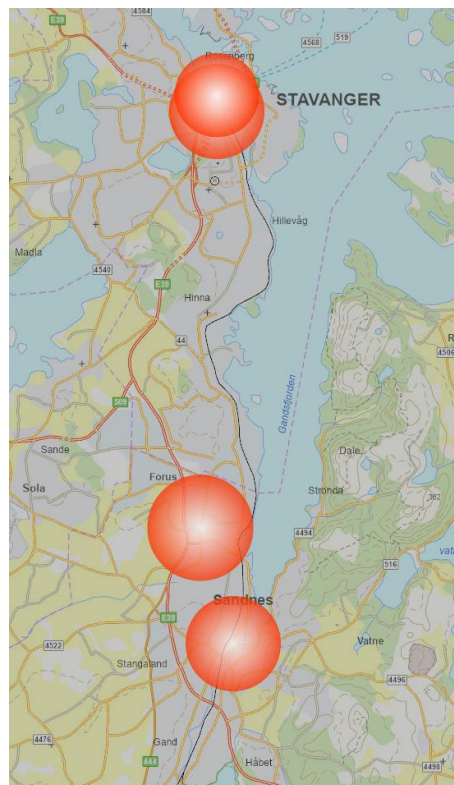 4584
E39
519
4568
Rosenberg
STAVANGER
Hillevåg
Madla
4540
E39
Hinna
44
4506
Gandsfjorden
509
Sande
Dale
Forus
Sola
Stronda
382
4494
516
Sandnes
E39
4522
Vatne
Stangaland
4496
4476
Gand
444
Håbet
4498